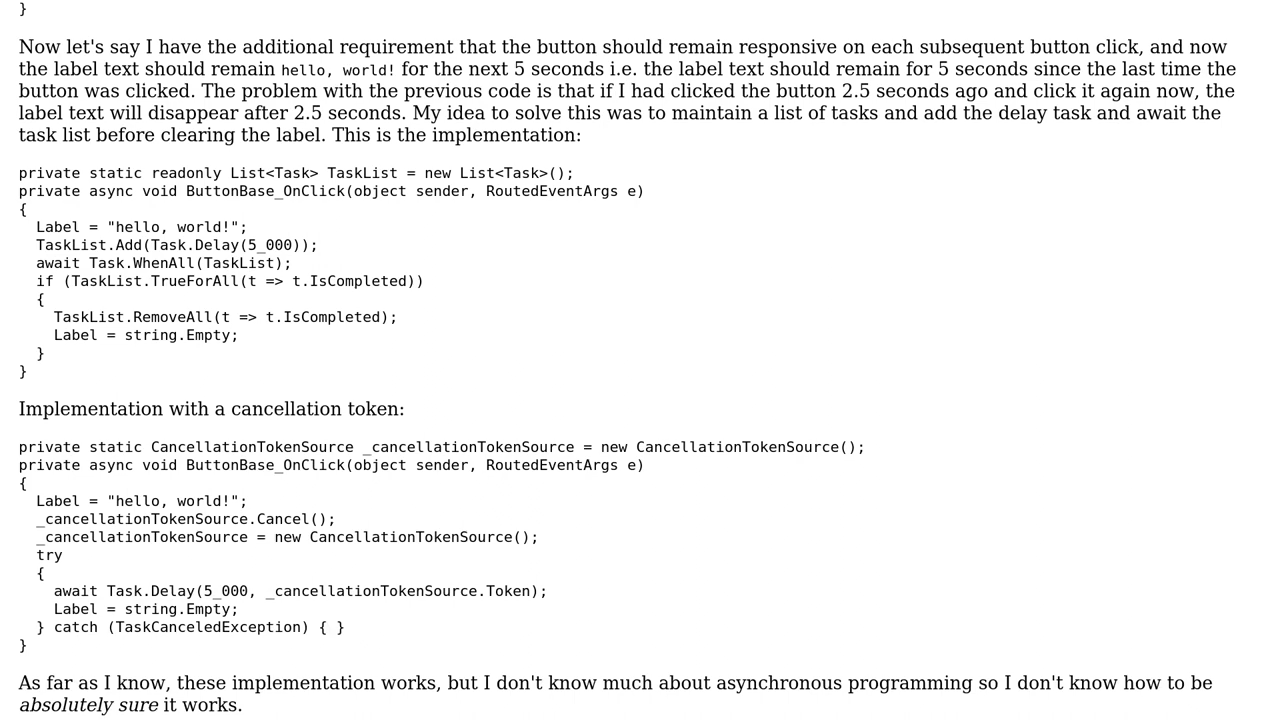 }
Now let's say I have the additional requirement that the button should remain responsive on each subsequent button click, and now
the label text should remain hello, world! for the next 5 seconds i.e. the label text should remain for 5 seconds since the last time the
button was clicked. The problem with the previous code is that if I had clicked the button 2.5 seconds ago and click it again now, the
label text will disappear after 2.5 seconds. My idea to solve this was to maintain a list of tasks and add the delay task and await the
task list before clearing the label. This is the implementation:
private static readonly List<Task> TaskList = new List<Task>();
private async void ButtonBase_OnClick(object sender, RoutedEventArgs e)
{
  Label = "hello, world!";
  TaskList.Add(Task.Delay(5_000));
  await Task.WhenAll(TaskList);
  if (TaskList.TrueForAll(t => t.IsCompleted))
  {
    TaskList.RemoveAll(t => t.IsCompleted);
    Label = string.Empty;
  }
}
Implementation with a cancellation token:
private static CancellationTokenSource _cancellationTokenSource = new CancellationTokenSource();
private async void ButtonBase_OnClick(object sender, RoutedEventArgs e)
{
  Label = "hello, world!";
  _cancellationTokenSource.Cancel();
  _cancellationTokenSource = new CancellationTokenSource();
  try
  {
    await Task.Delay(5_000, _cancellationTokenSource.Token);
    Label = string.Empty;
  } catch (TaskCanceledException) { }
}
As far as I know, these implementation works, but I don't know much about asynchronous programming so I don't know how to be
absolutely sure it works.